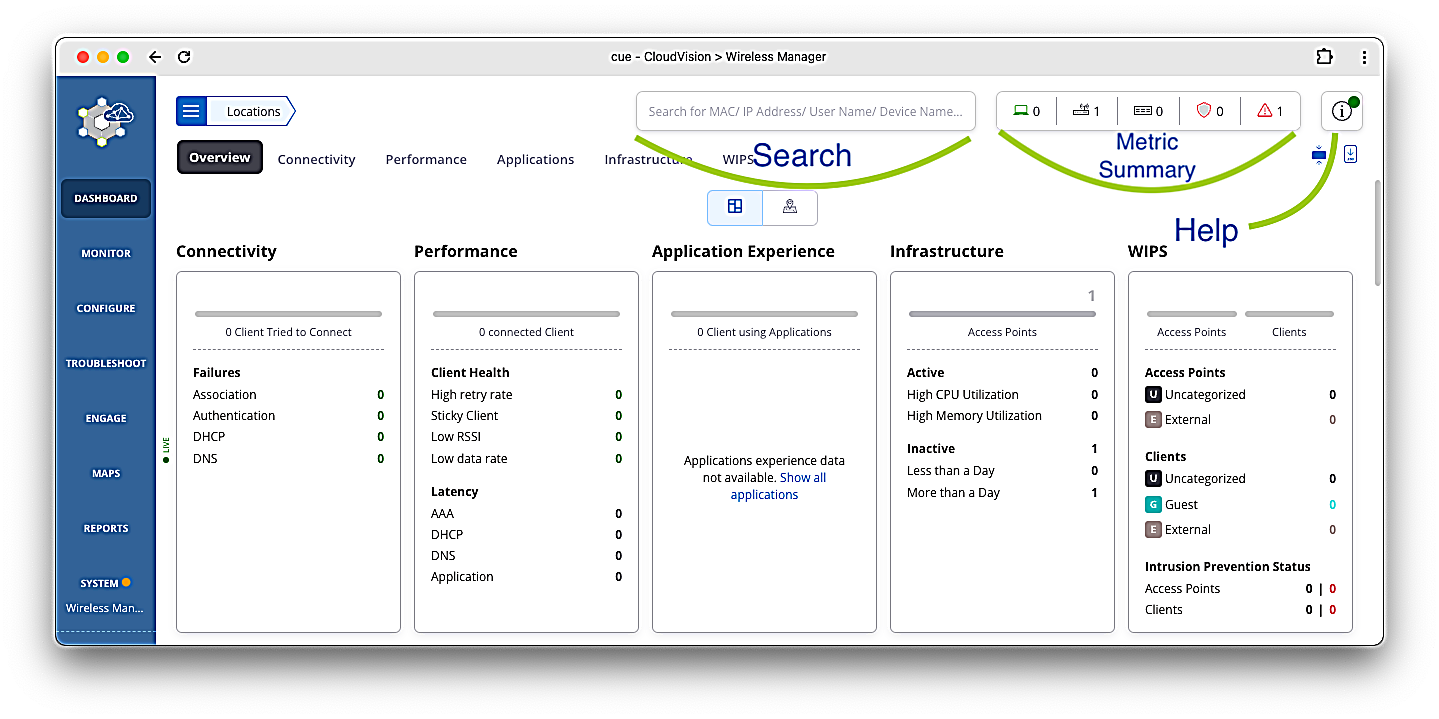 cue - CloudVision > Wireless Manager
Locations
Search for MAC/ IP Address/ User Name/ Device Name...
0 1 0 0 1
Search
Metric
Summary
Help
Overview Connectivity Performance Applications Infrastructure WIPS
DASHBOARD
MONITOR
CONFIGURE
TROUBLESHOOT
ENGAGE
MAPS
REPORTS
SYSTEM
Wireless Man...
LIVE
Connectivity
0 Client Tried to Connect
Failures
Association 0
Authentication 0
DHCP 0
DNS 0
Performance
0 connected Client
Client Health
High retry rate 0
Sticky Client 0
Low RSSI 0
Low data rate 0
Latency
AAA 0
DHCP 0
DNS 0
Application 0
Application Experience
0 Client using Applications
Applications experience data
not available. Show all
applications
Infrastructure
1
Access Points
Active 0
High CPU Utilization 0
High Memory Utilization 0
Inactive 1
Less than a Day 0
More than a Day 1
WIPS
Access Points Clients
Access Points
U Uncategorized 0
E External 0
Clients
U Uncategorized 0
G Guest 0
E External 0
Intrusion Prevention Status
Access Points 0 | 0
Clients 0 | 0